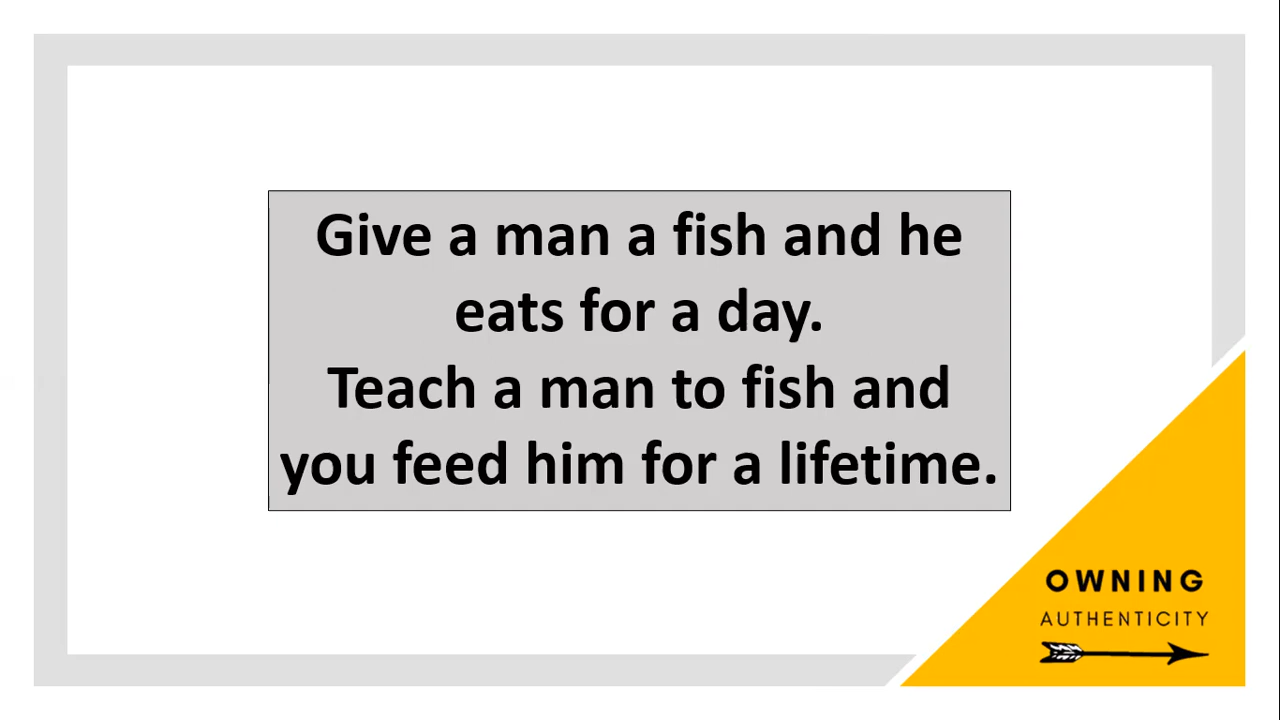 Give a man a fish and he
eats for a day.
Teach a man to fish and
you feed him for a lifetime.
OWNING
AUTHENTICITY